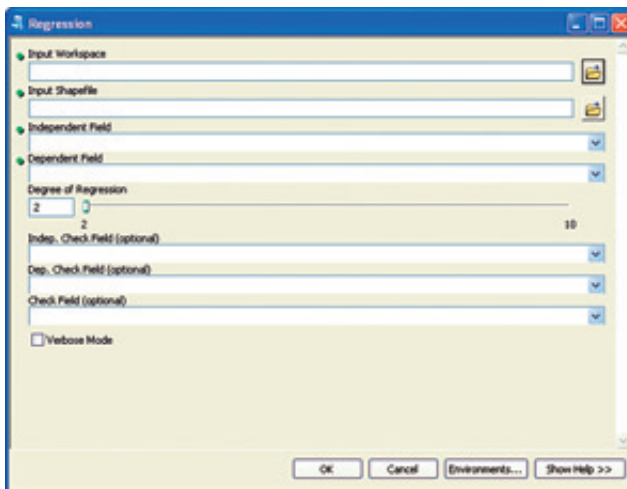 Regression
Input Workspace
Input Shapefile
Independent Field
Dependent Field
Degree of Regression
2
2 10
Indep. Check Field (optional)
Dep. Check Field (optional)
Check Field (optional)
Verbose Mode
OK Cancel Environments... Show Help >>